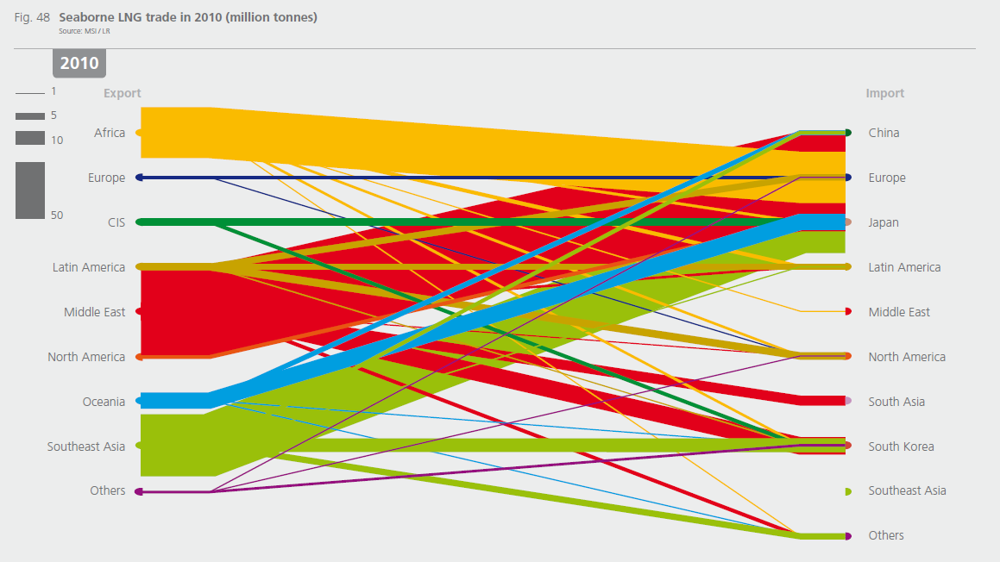 Fig. 48 Seaborne LNG trade in 2010 (million tonnes)
Source: MSI / LR
2010
Export
Import
1
5
10
50
Africa
Europe
CIS
Latin America
Middle East
North America
Oceania
Southeast Asia
Others
China
Europe
Japan
Latin America
Middle East
North America
South Asia
South Korea
Southeast Asia
Others